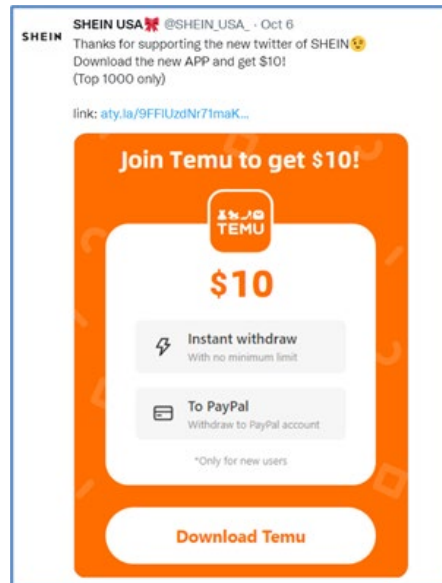 SHEIN
SHEIN USA🎀 @SHEIN_USA_ · Oct 6
Thanks for supporting the new twitter of SHEIN😉
Download the new APP and get $10!
(Top 1000 only)
link: aty.la/9FFlUzdNr71maK...
Join Temu to get $10!
TEMU
$10
Instant withdraw
With no minimum limit
To PayPal
Withdraw to PayPal account
*Only for new users
Download Temu